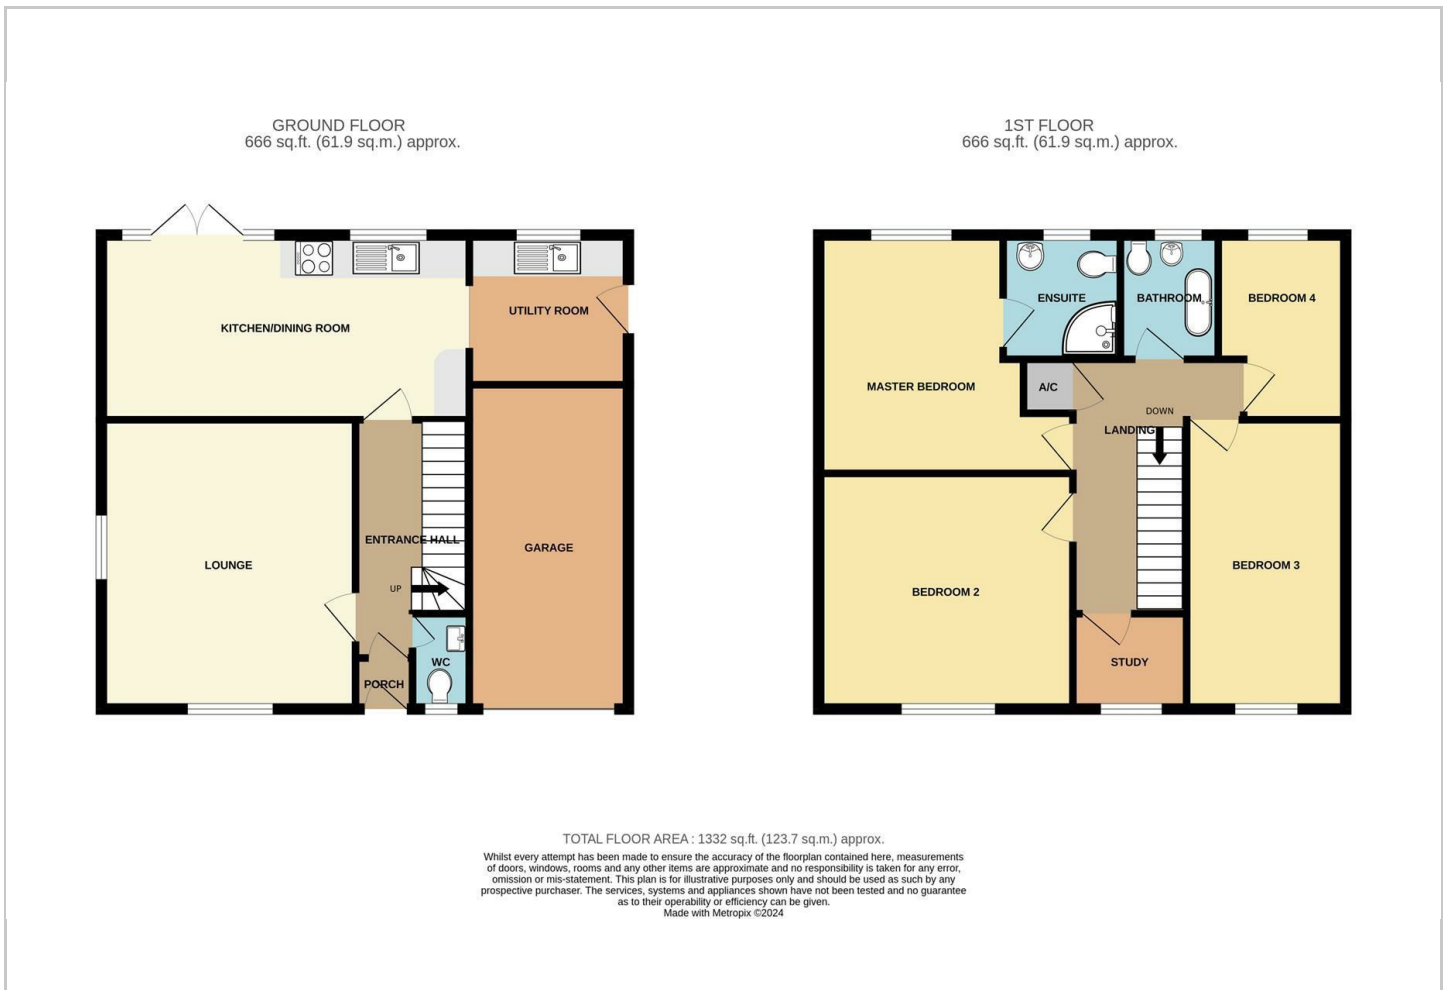 GROUND FLOOR
666 sq.ft. (61.9 sq.m.) approx.
1ST FLOOR
666 sq.ft. (61.9 sq.m.) approx.
KITCHEN/DINING ROOM
UTILITY ROOM
LOUNGE
ENTRANCE HALL
UP
GARAGE
WC
PORCH
ENSUITE
BATHROOM
BEDROOM 4
MASTER BEDROOM
A/C
DOWN
LANDING
BEDROOM 2
BEDROOM 3
STUDY
TOTAL FLOOR AREA : 1332 sq.ft. (123.7 sq.m.) approx.
Whilst every attempt has been made to ensure the accuracy of the floorplan contained here, measurements
of doors, windows, rooms and any other items are approximate and no responsibility is taken for any error,
omission or mis-statement. This plan is for illustrative purposes only and should be used as such by any
prospective purchaser. The services, systems and appliances shown have not been tested and no guarantee
as to their operability or efficiency can be given.
Made with Metropix ©2024